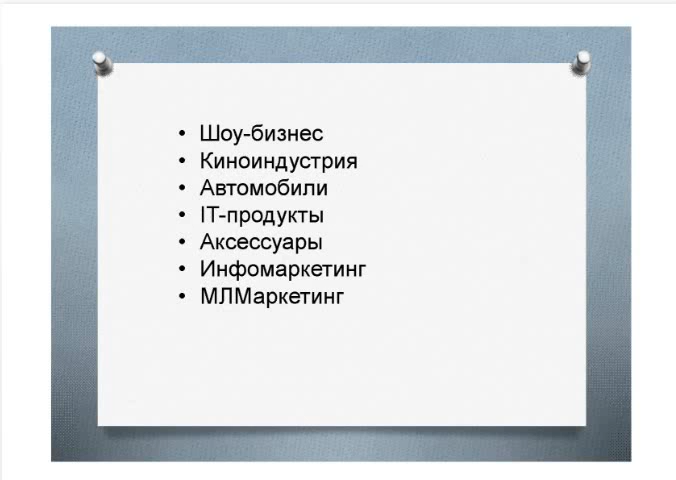 • Шоу-бизнес
• Киноиндустрия
• Автомобили
• IT-продукты
• Аксессуары
• Инфомаркетинг
• МЛМаркетинг